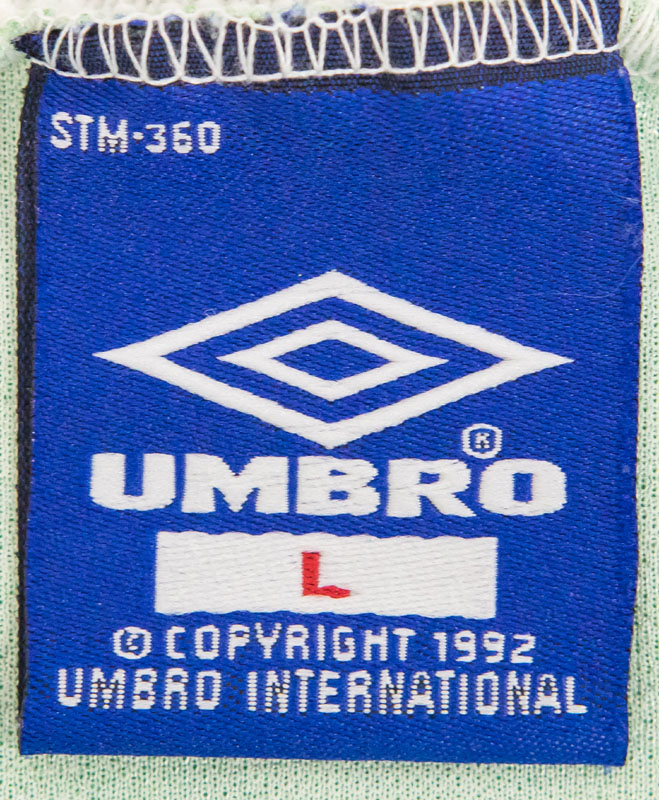 STM-360
UMBRO®
L
© COPYRIGHT 1992
UMBRO INTERNATIONAL